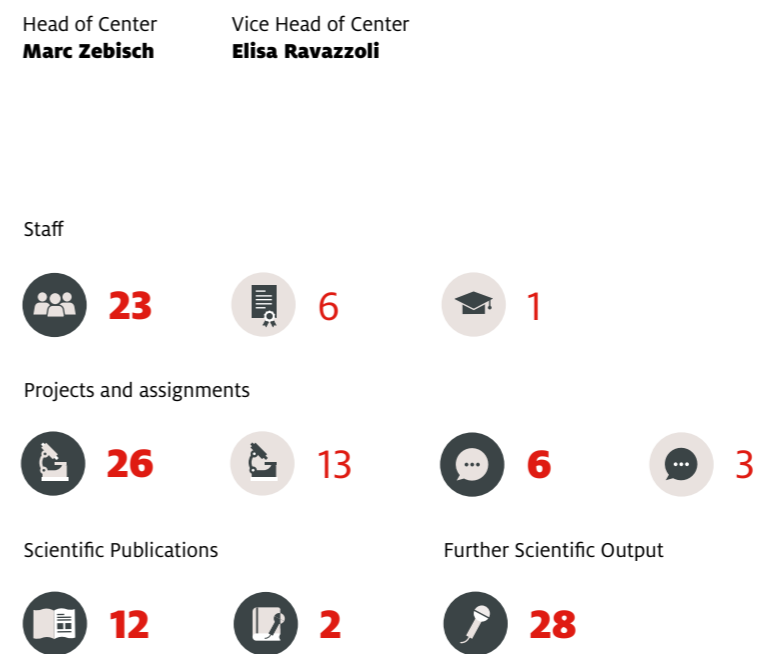 Head of Center
Marc Zebisch
Vice Head of Center
Elisa Ravazzoli
Staff
23 6 1
Projects and assignments
26 13 6 3
Scientific Publications
12 2
Further Scientific Output
28